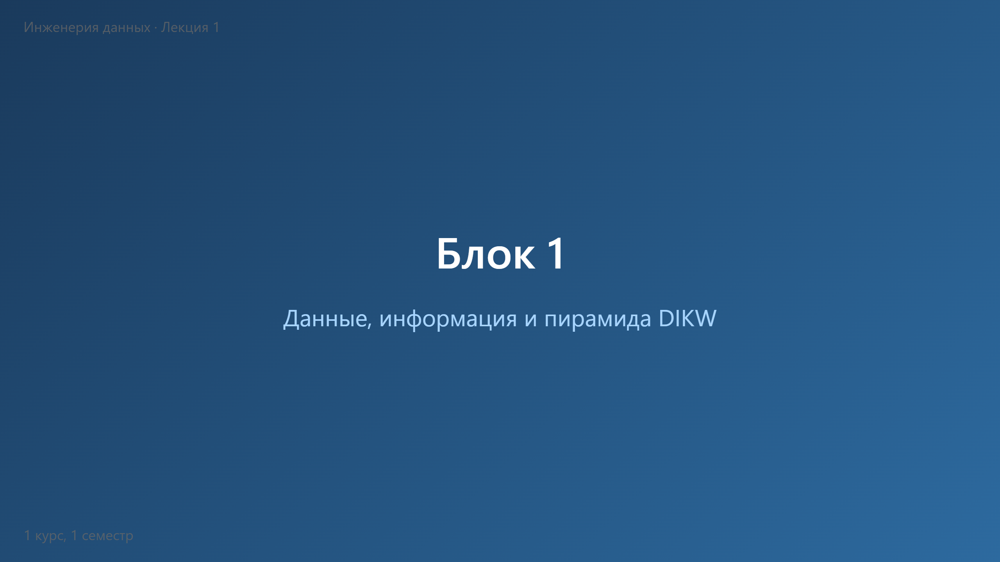 Инженерия данных · Лекция 1
Блок 1
Данные, информация и пирамида DIKW
1 курс, 1 семестр